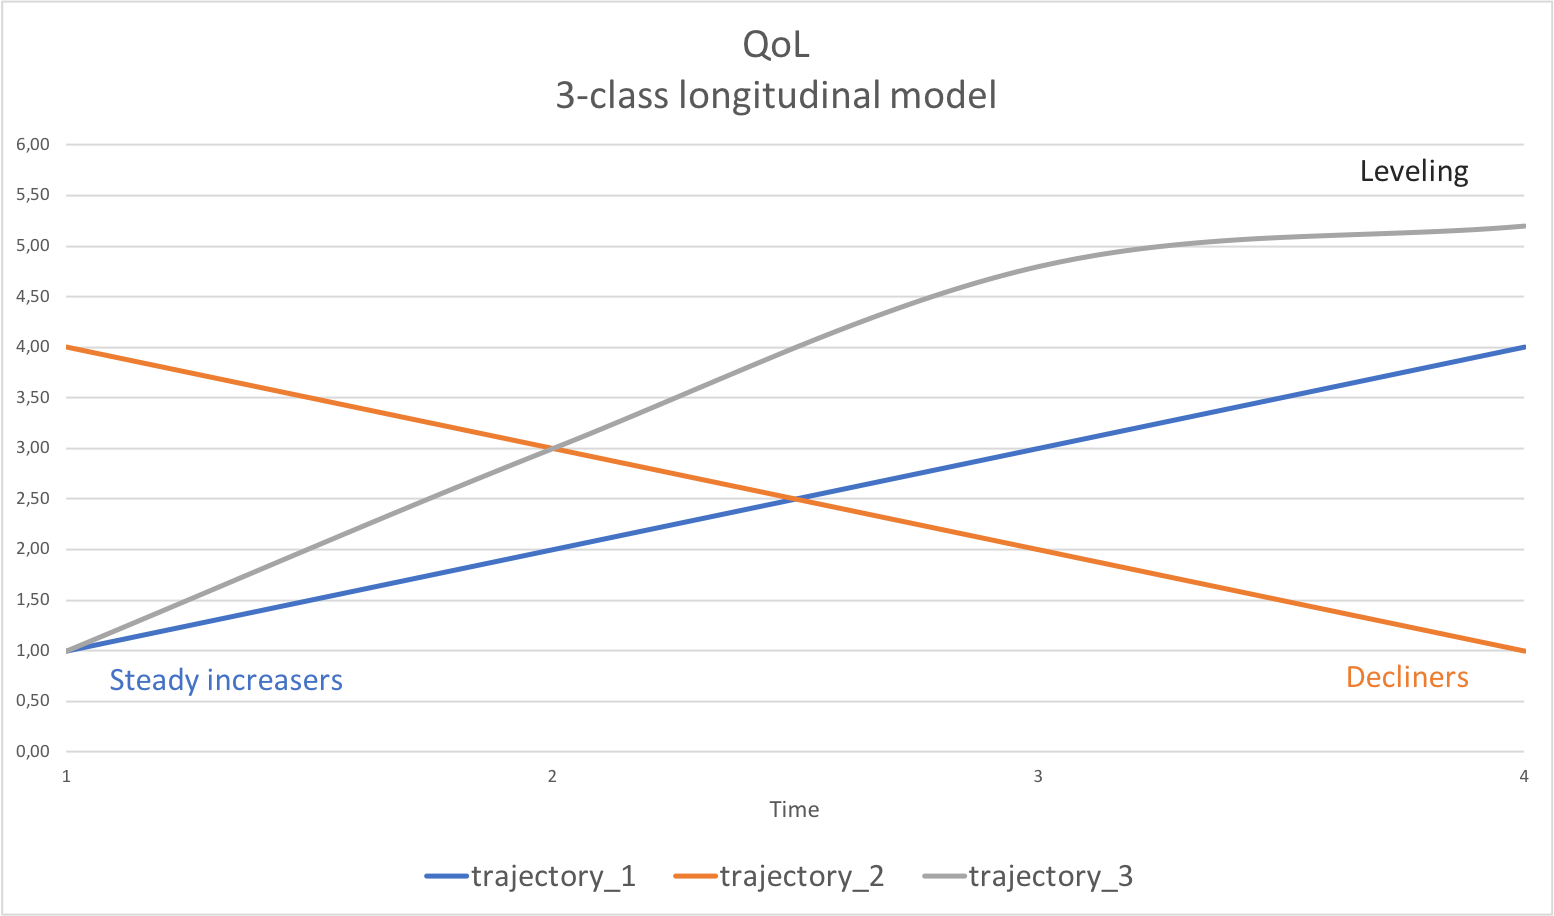 QoL
3-class longitudinal model
6,00
Leveling
5,50
5,00
4,50
4,00
3,50
3,00
2,50
2,00
1,50
1,00
Steady increasers
Decliners
0,50
0,00
1 2 3 4
Time
trajectory_1 trajectory_2 trajectory_3